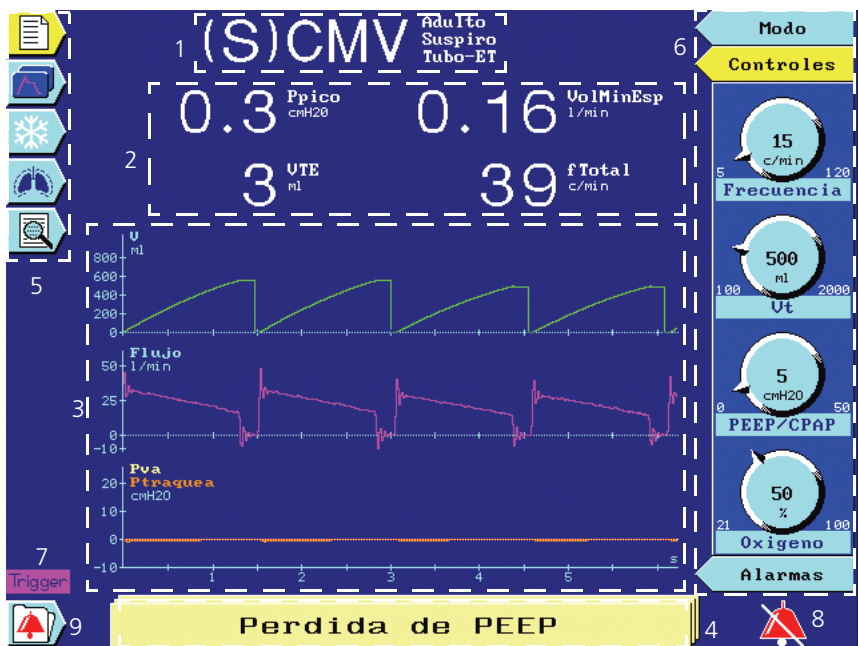 1
(S)CMV
Adulto
Suspiro
Tubo-ET
6
Modo
Controles
2
0.3 Ppico
cmH2O
0.16 VolMinEsp
l/min
3 VTE
ml
39 fTotal
c/min
15
c/min
5 120
Frecuencia
500
ml
100 2000
Vt
5
cmH2O
0 50
PEEP/CPAP
50
%
21 100
Oxigeno
Alarmas
5
3
V
ml
800
600
400
200
0
Flujo
l/min
50
25
0
-10
Pva
Ptraquea
cmH2O
20
10
0
-10
1 2 3 4 5 s
7
Trigger
9
Perdida de PEEP
4
8